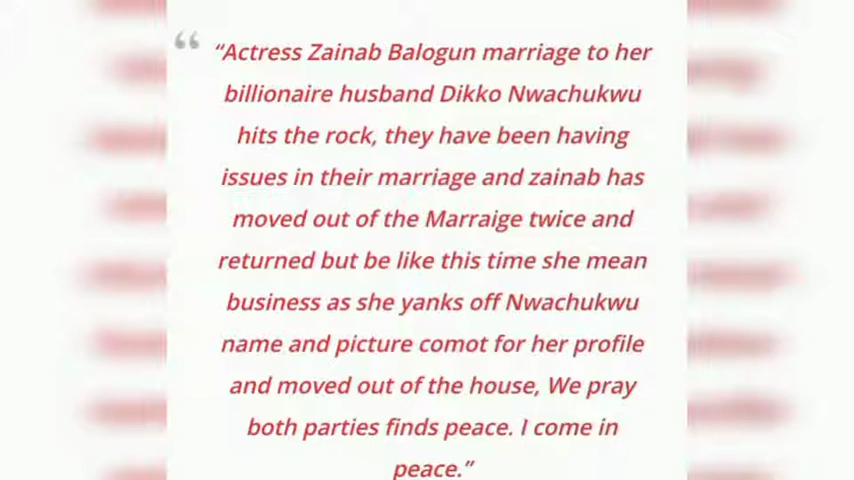 “Actress Zainab Balogun marriage to her
billionaire husband Dikko Nwachukwu
hits the rock, they have been having
issues in their marriage and zainab has
moved out of the Marraige twice and
returned but be like this time she mean
business as she yanks off Nwachukwu
name and picture comot for her profile
and moved out of the house, We pray
both parties finds peace. I come in
peace.”